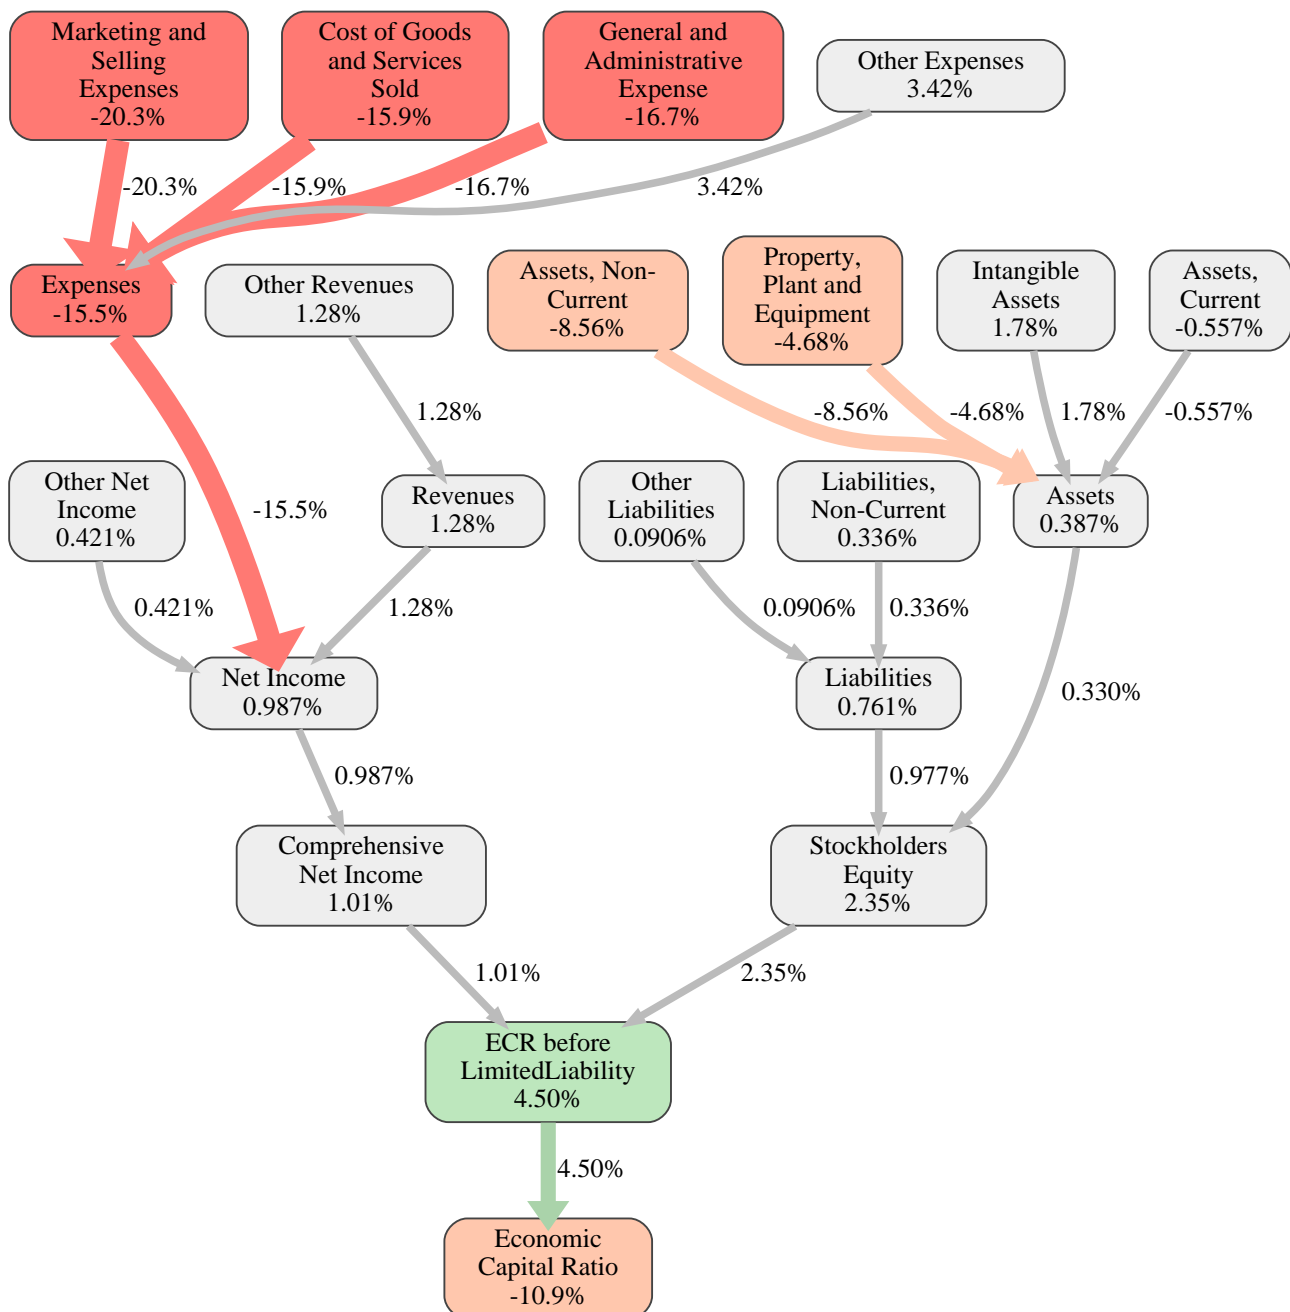 Marketing and
Selling
Expenses
-20.3%
Cost of Goods
and Services
Sold
-15.9%
General and
Administrative
Expense
-16.7%
Other Expenses
3.42%
-20.3%
-15.9%
-16.7%
3.42%
Expenses
-15.5%
Other Revenues
1.28%
Assets, Non-
Current
-8.56%
Property,
Plant and
Equipment
-4.68%
Intangible
Assets
1.78%
Assets,
Current
-0.557%
1.28%
-8.56%
-4.68%
1.78%
-0.557%
Other Net
Income
0.421%
-15.5%
Revenues
1.28%
Other
Liabilities
0.0906%
Liabilities,
Non-Current
0.336%
Assets
0.387%
0.421%
1.28%
0.0906%
0.336%
Net Income
0.987%
Liabilities
0.761%
0.330%
0.987%
0.977%
Comprehensive
Net Income
1.01%
Stockholders
Equity
2.35%
1.01%
2.35%
ECR before
LimitedLiability
4.50%
4.50%
Economic
Capital Ratio
-10.9%